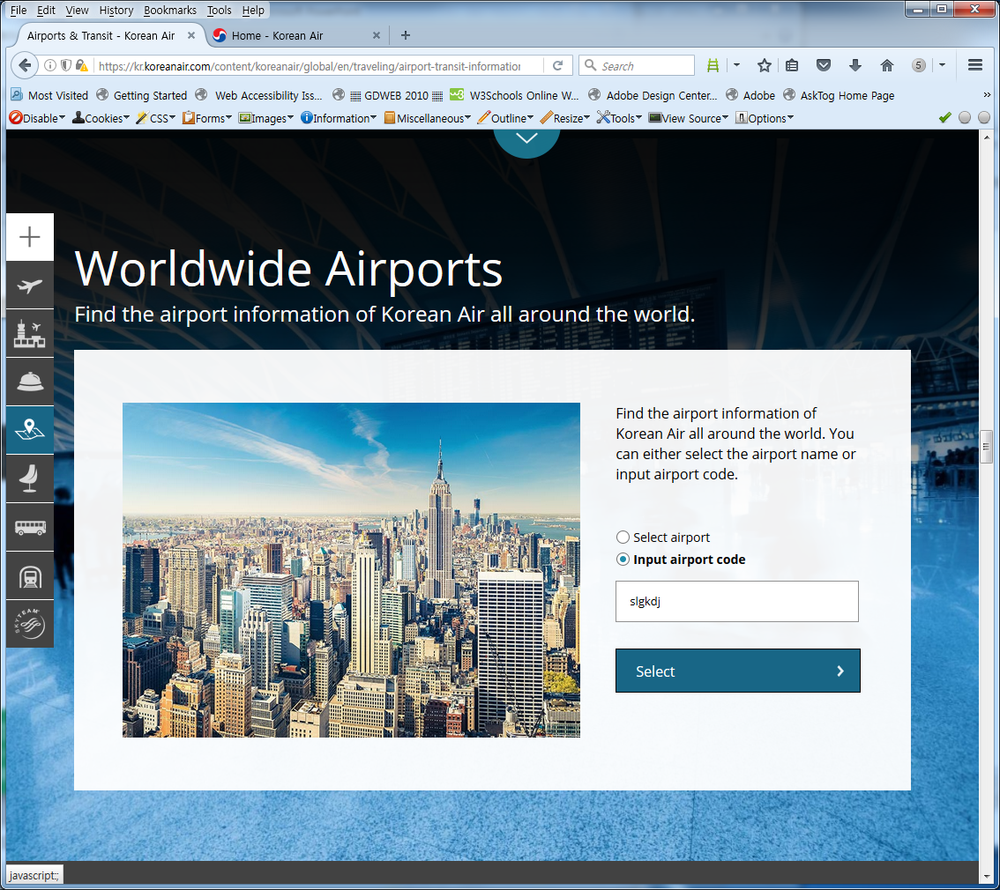 File Edit View History Bookmarks Tools Help
Airports & Transit - Korean Air
Home - Korean Air
https://kr.koreanair.com/content/koreanair/global/en/traveling/airport-transit-information
Search
5
Most Visited Getting Started Web Accessibility Iss... GDWEB 2010 W3Schools Online W... Adobe Design Center... Adobe AskTog Home Page
Disable Cookies CSS Forms Images Information Miscellaneous Outline Resize Tools View Source Options
Worldwide Airports
Find the airport information of Korean Air all around the world.
Find the airport information of
Korean Air all around the world. You
can either select the airport name or
input airport code.
Select airport
Input airport code
slgkdj
Select
SKYTEAM
javascript:;